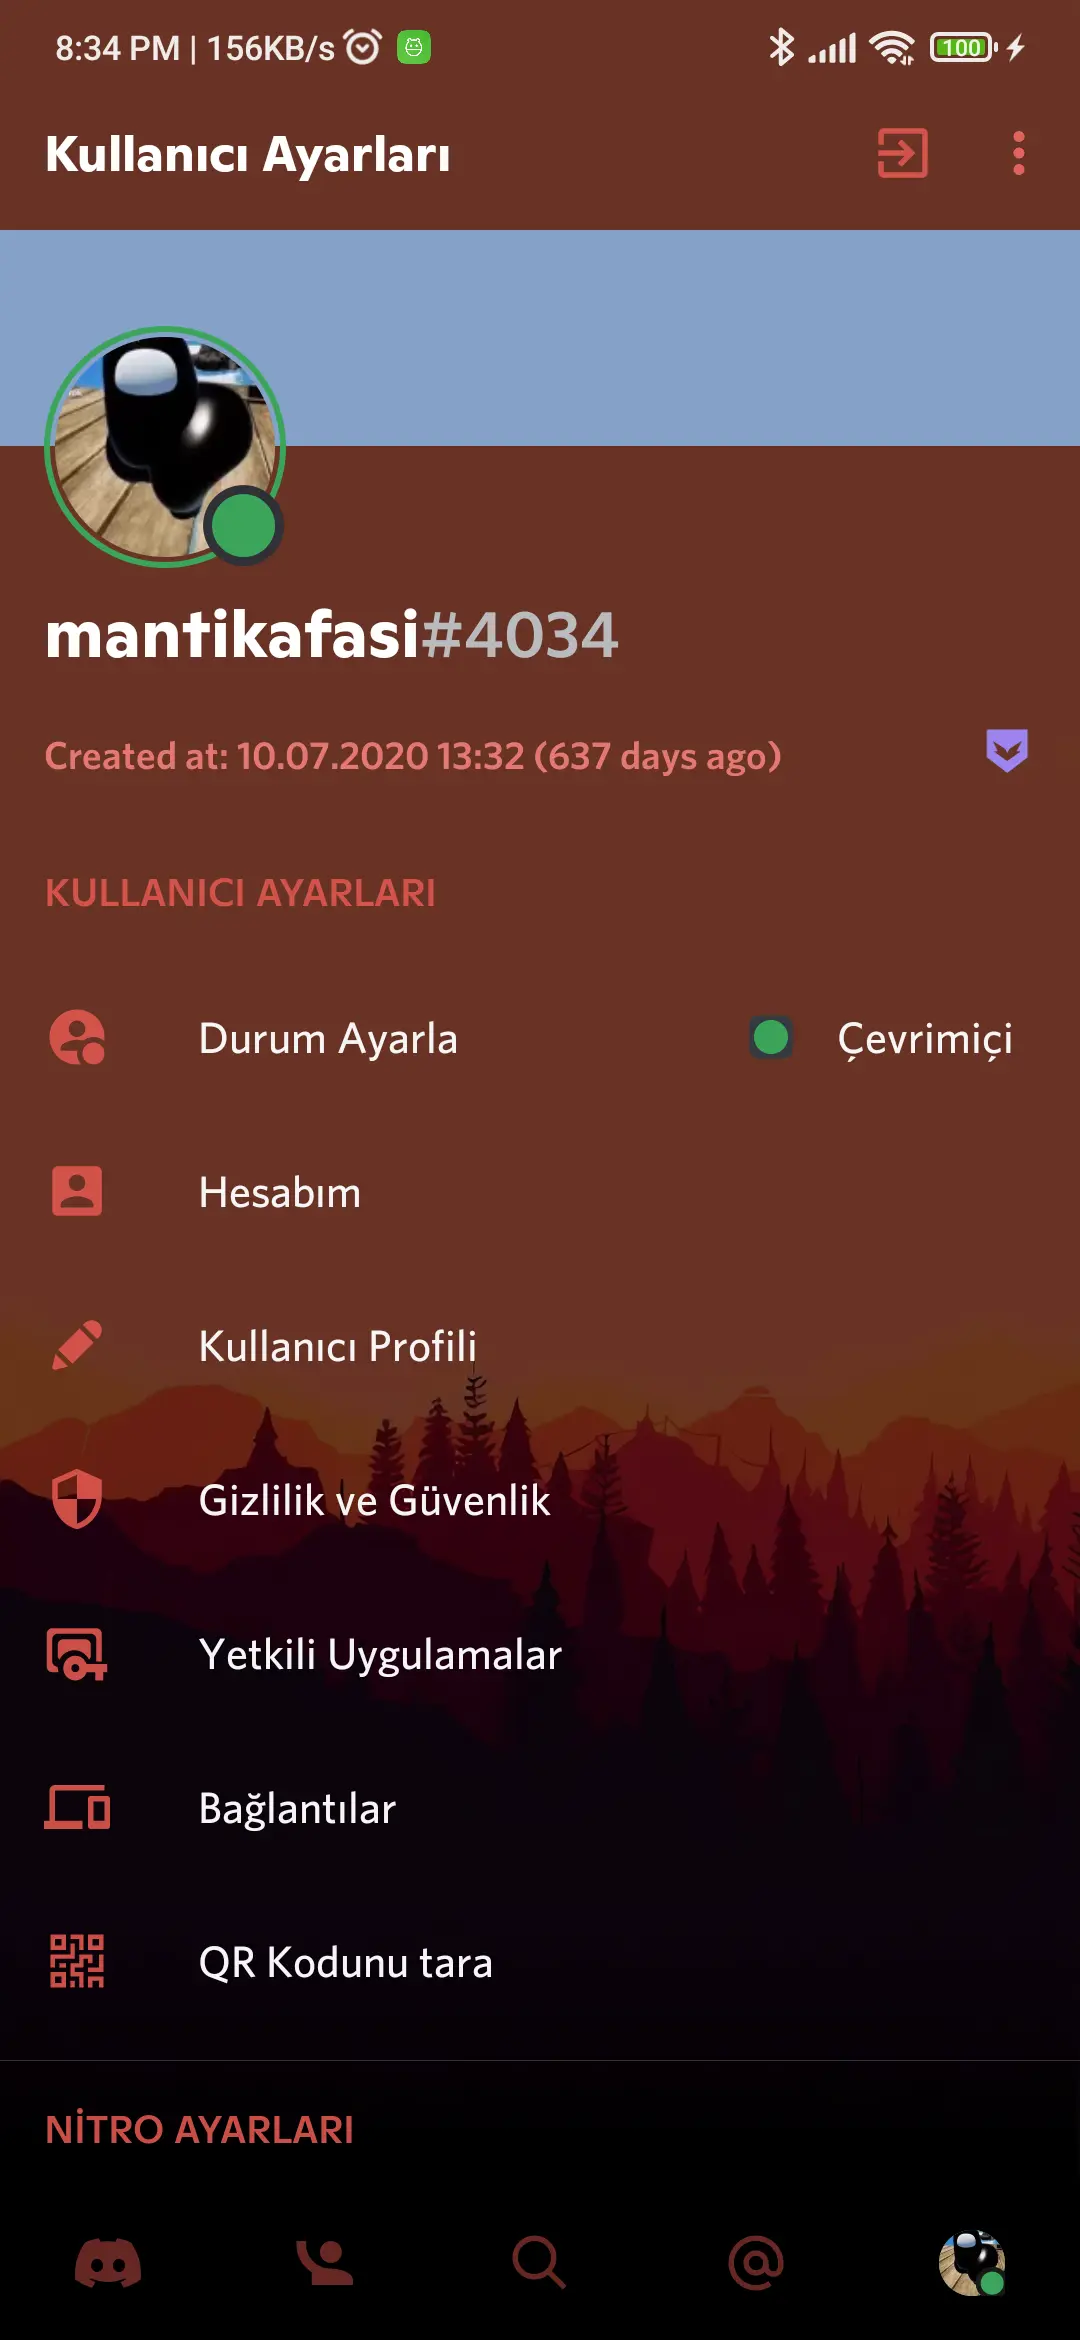 8:34 PM | 156KB/s 100
Kullanıcı Ayarları
mantikafasi#4034
Created at: 10.07.2020 13:32 (637 days ago)
KULLANICI AYARLARI
Durum Ayarla Çevrimiçi
Hesabım
Kullanıcı Profili
Gizlilik ve Güvenlik
Yetkili Uygulamalar
Bağlantılar
QR Kodunu tara
NİTRO AYARLARI